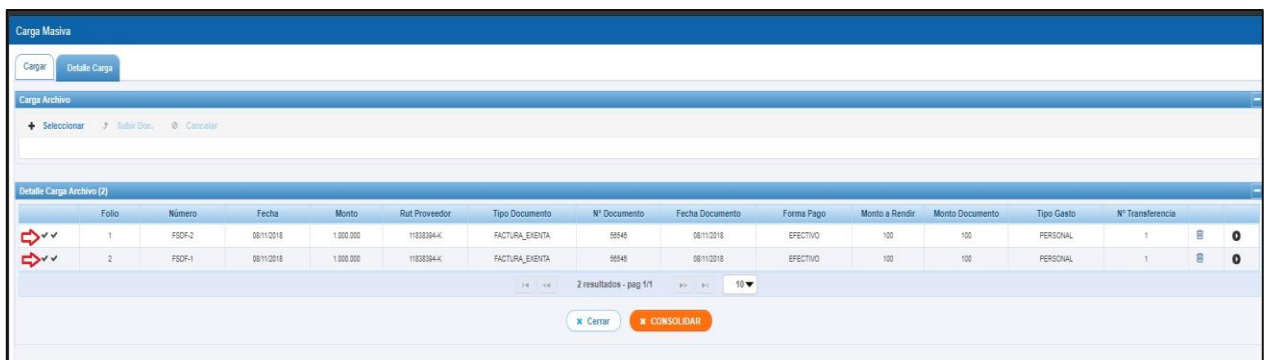 Carga Masiva
Cargar Detalle Carga
Carga Archivo
Seleccionar Subir Doc. Cancelar
Detalle Carga Archivo (2)
Folio Número Fecha Monto Rut Proveedor Tipo Documento N° Documento Fecha Documento Forma Pago Monto a Rendir Monto Documento Tipo Gasto N° Transferencia
1 FSDF-2 08/11/2018 1.000.000 11838394-K FACTURA_EXENTA 56546 08/11/2018 EFECTIVO 100 100 PERSONAL 1
2 FSDF-1 08/11/2018 1.000.000 11838394-K FACTURA_EXENTA 56546 08/11/2018 EFECTIVO 100 100 PERSONAL 1
2 resultados - pag 1/1 10
Cerrar CONSOLIDAR